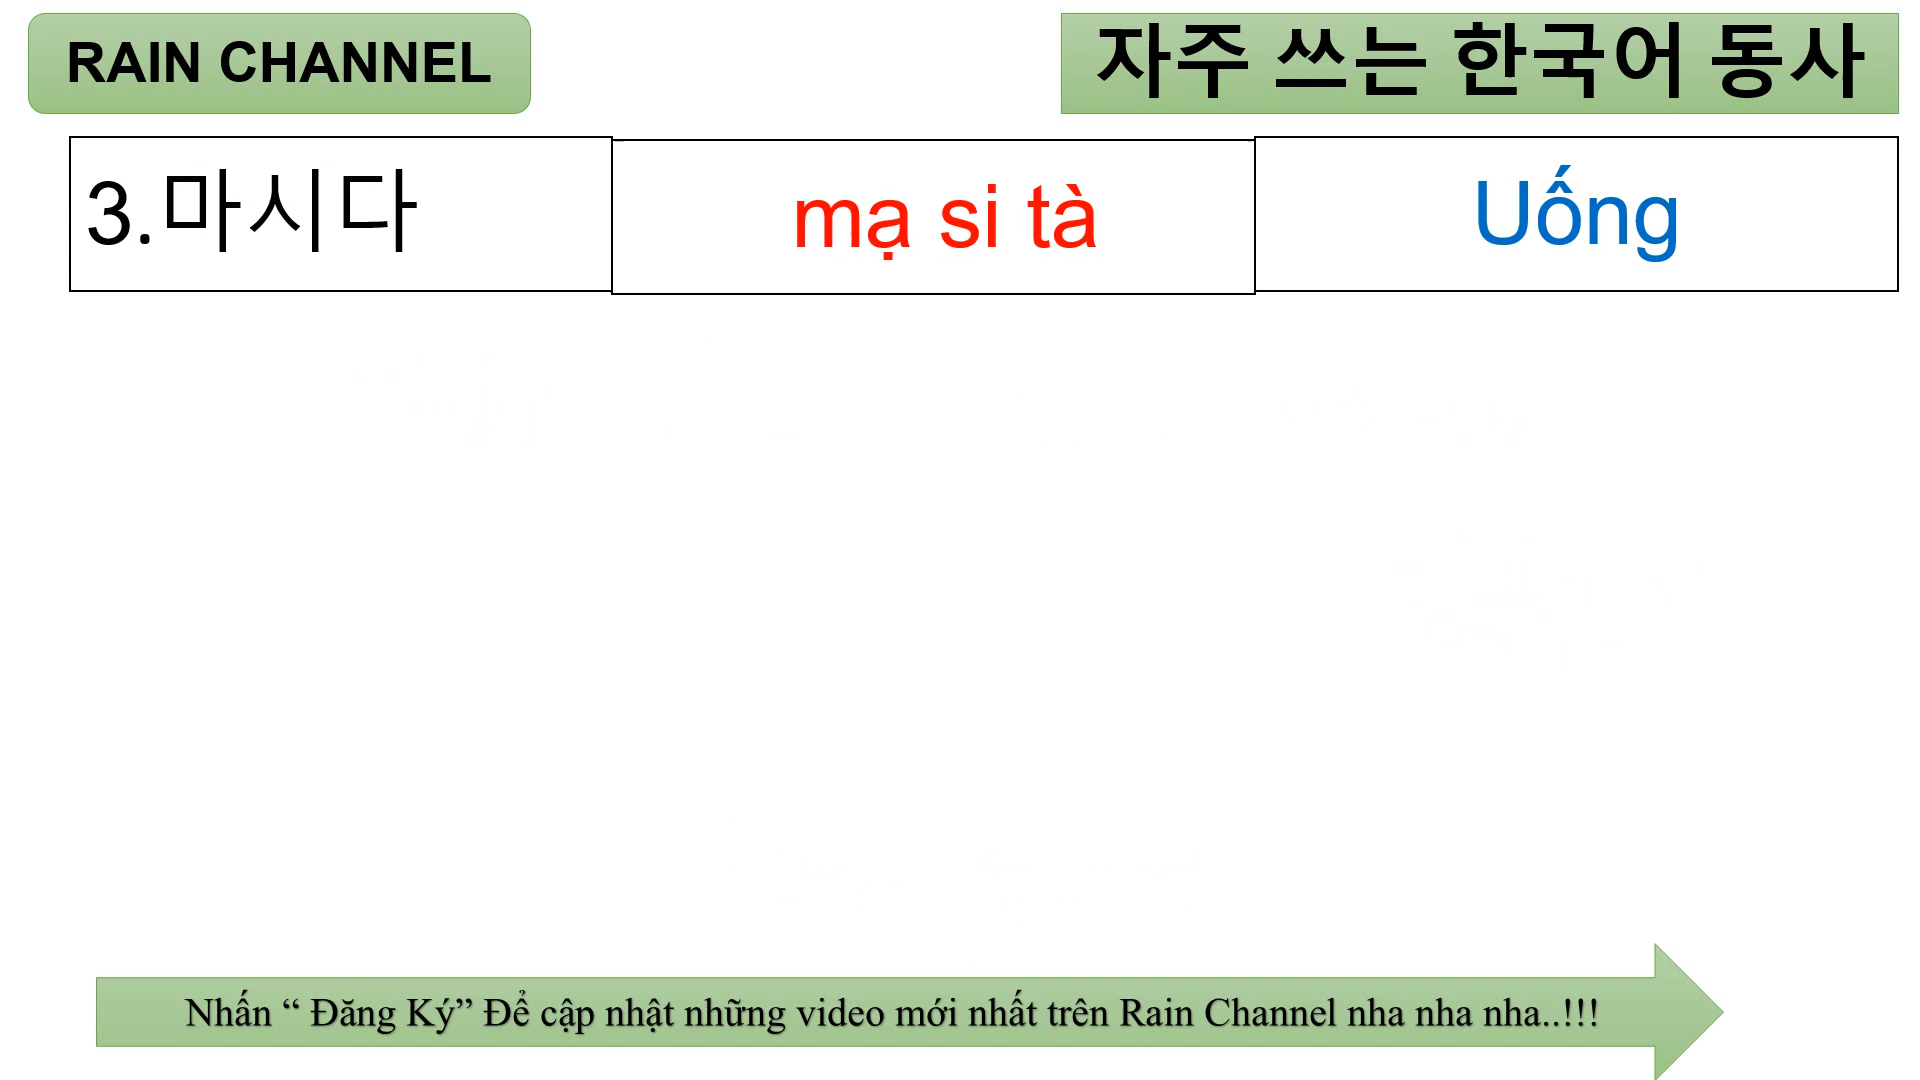 RAIN CHANNEL
자주 쓰는 한국어 동사
3.마시다
mạ si tà
Uống
Nhấn “ Đăng Ký” Để cập nhật những video mới nhất trên Rain Channel nha nha nha..!!!